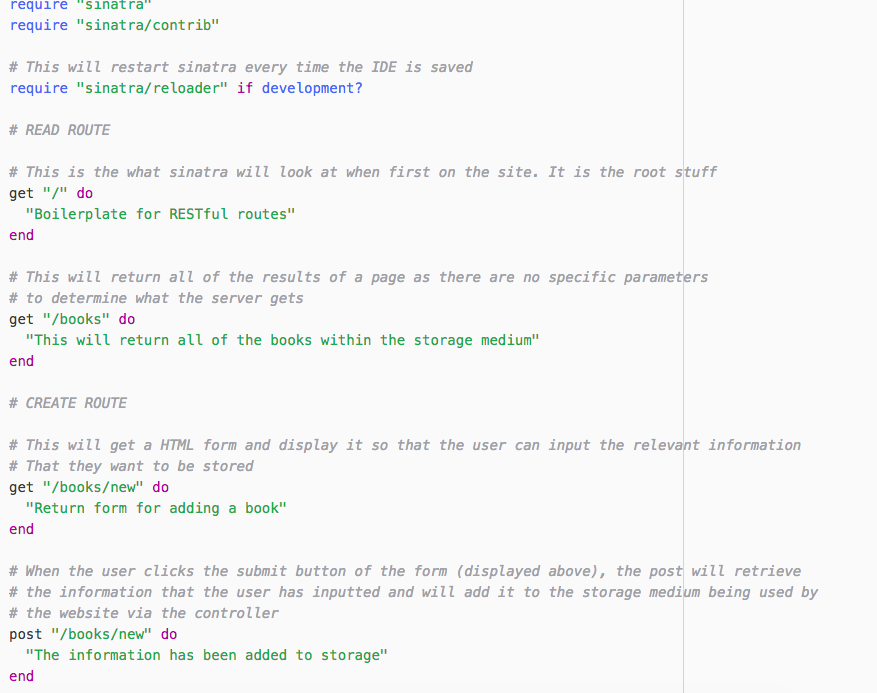 require "sinatra"
require "sinatra/contrib"
# This will restart sinatra every time the IDE is saved
require "sinatra/reloader" if development?
# READ ROUTE
# This is the what sinatra will look at when first on the site. It is the root stuff
get "/" do
"Boilerplate for RESTful routes"
end
# This will return all of the results of a page as there are no specific parameters
# to determine what the server gets
get "/books" do
"This will return all of the books within the storage medium"
end
# CREATE ROUTE
# This will get a HTML form and display it so that the user can input the relevant information
# That they want to be stored
get "/books/new" do
"Return form for adding a book"
end
# When the user clicks the submit button of the form (displayed above), the post will retrieve
# the information that the user has inputted and will add it to the storage medium being used by
# the website via the controller
post "/books/new" do
"The information has been added to storage"
end